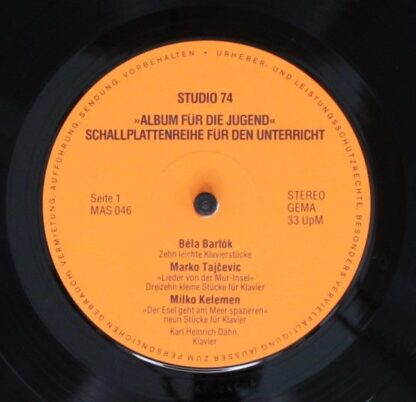 URHEBER- UND LEISTUNGSSCHUTZRECHTE, BESONDERS VERVIELFÄLTIGUNG (AUSSER ZUM PERSÖNLICHEN GEBRAUCH), VERMIETUNG, AUFFÜHRUNG, SENDUNG, VORBEHALTEN •
STUDIO 74
»ALBUM FÜR DIE JUGEND«
SCHALLPLATTENREIHE FÜR DEN UNTERRICHT
Seite 1
MAS 046
STEREO
GEMA
33 UpM
Béla Bartók
Zehn leichte Klavierstücke
Marko Tajčevic
»Lieder von der Mur-Insel«
Dreizehn kleine Stücke für Klavier
Milko Kelemen
»Der Esel geht am Meer spazieren«
neun Stücke für Klavier
Karl Heinrich Dähn,
Klavier